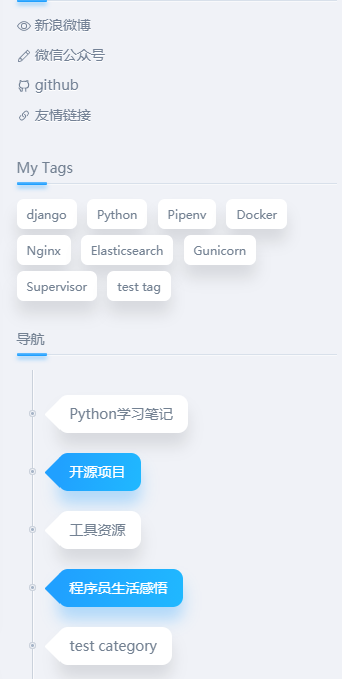 新浪微博
微信公众号
github
友情链接
My Tags
django Python Pipenv Docker
Nginx Elasticsearch Gunicorn
Supervisor test tag
导航
Python学习笔记
开源项目
工具资源
程序员生活感悟
test category